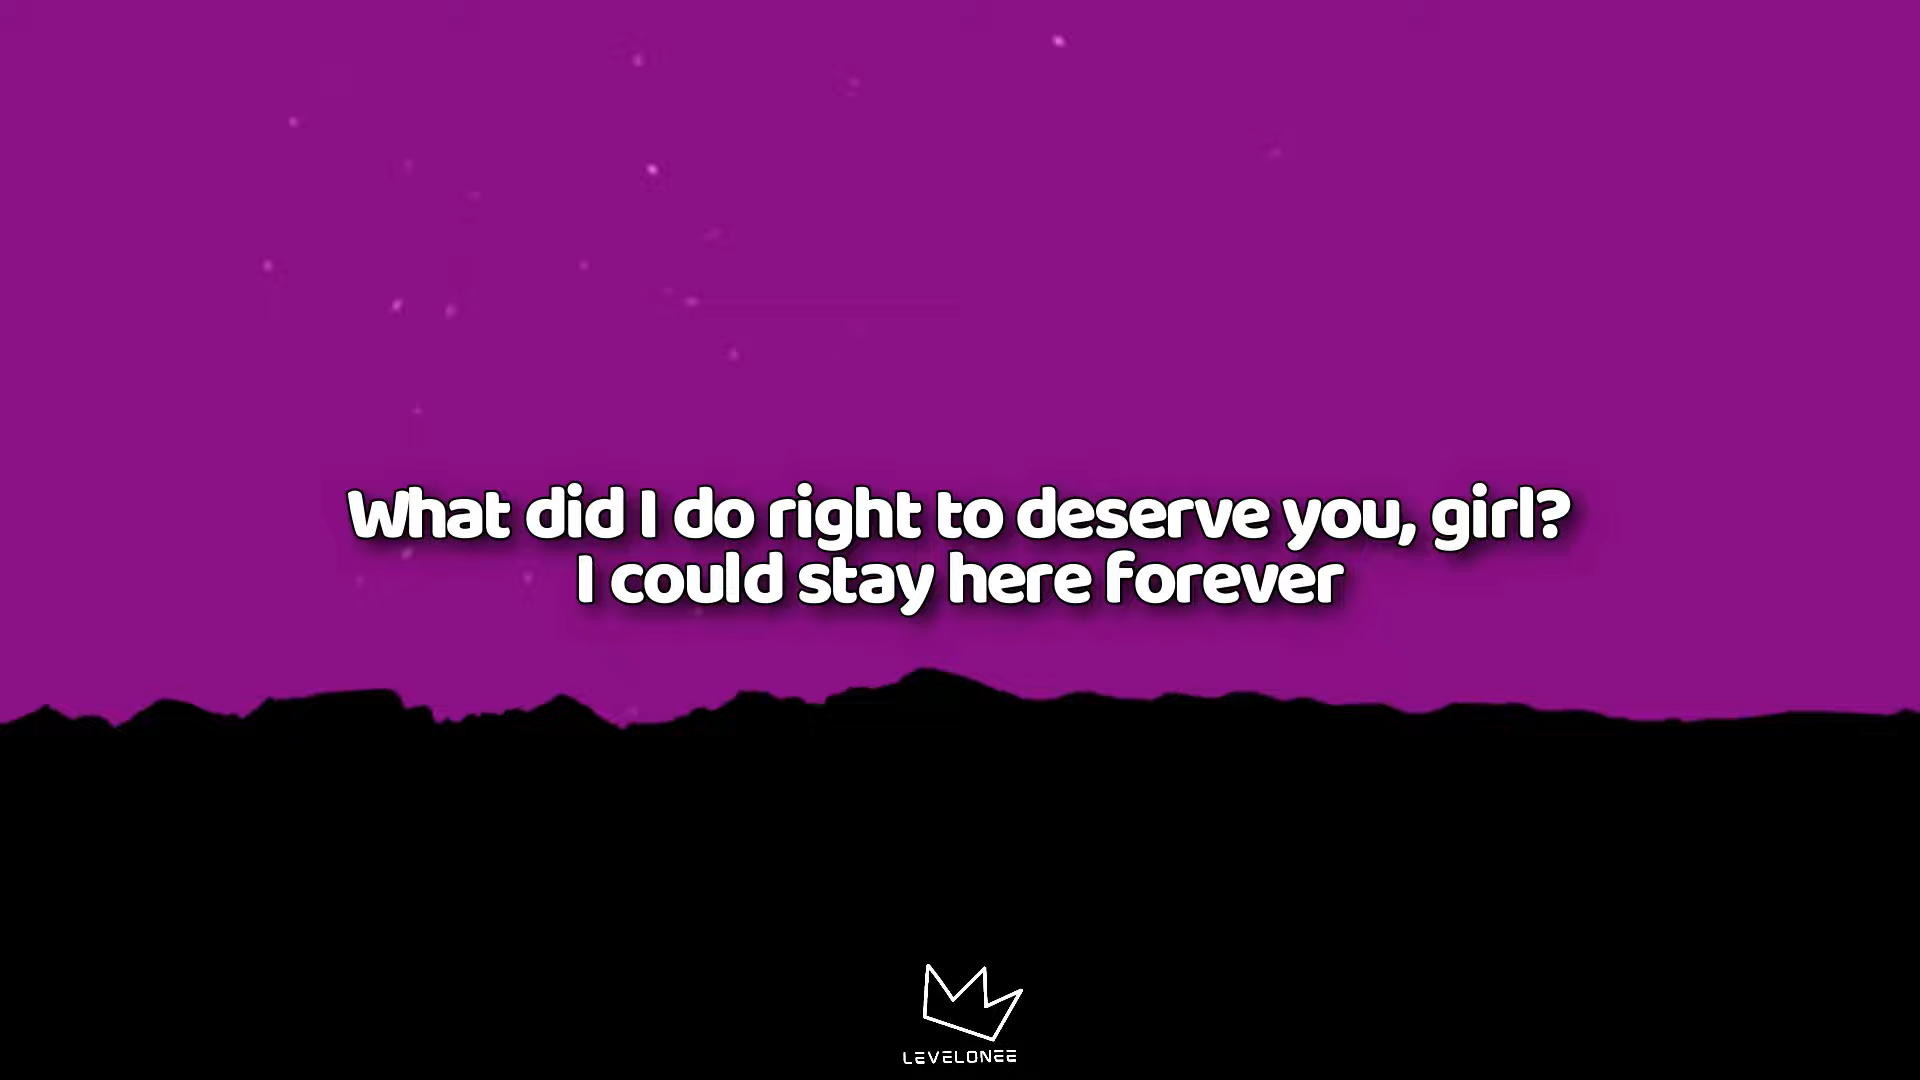 What did I do right to deserve you, girl?
I could stay here forever
LEVELONEE